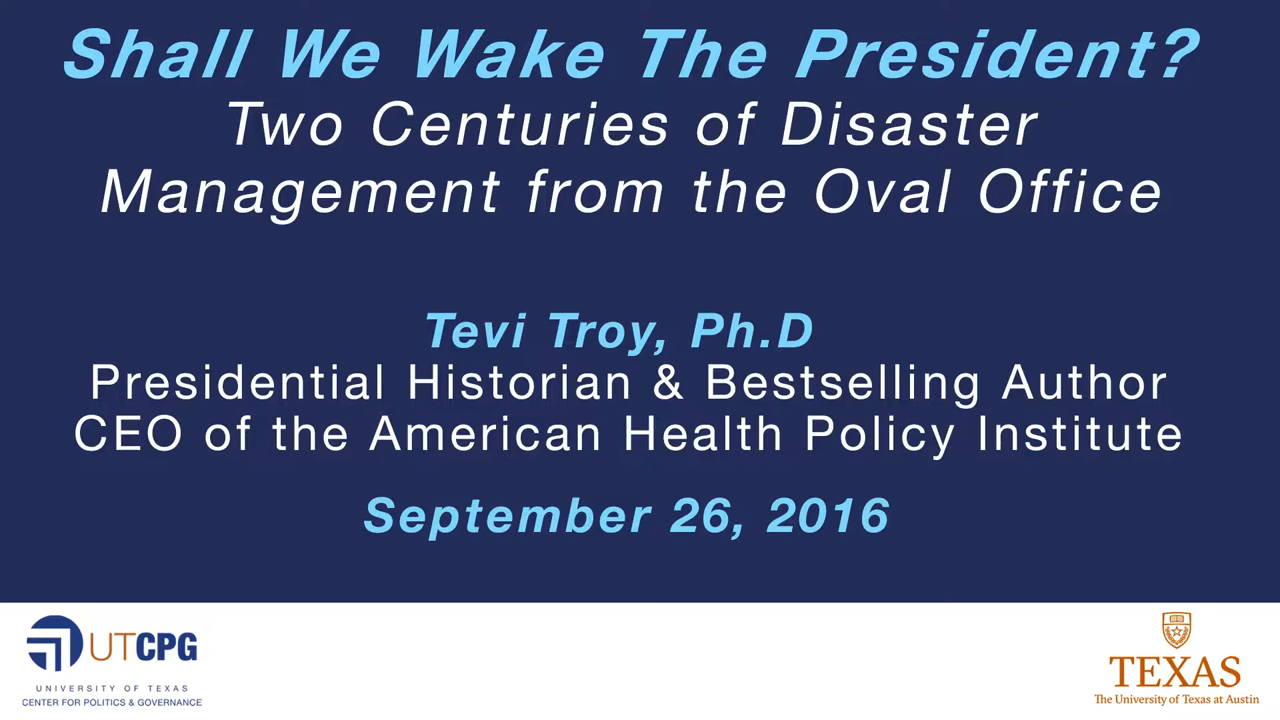 Shall We Wake The President?
Two Centuries of Disaster
Management from the Oval Office
Tevi Troy, Ph.D
Presidential Historian & Bestselling Author
CEO of the American Health Policy Institute
September 26, 2016
UTCPG
UNIVERSITY OF TEXAS
CENTER FOR POLITICS & GOVERNANCE
TEXAS
The University of Texas at Austin